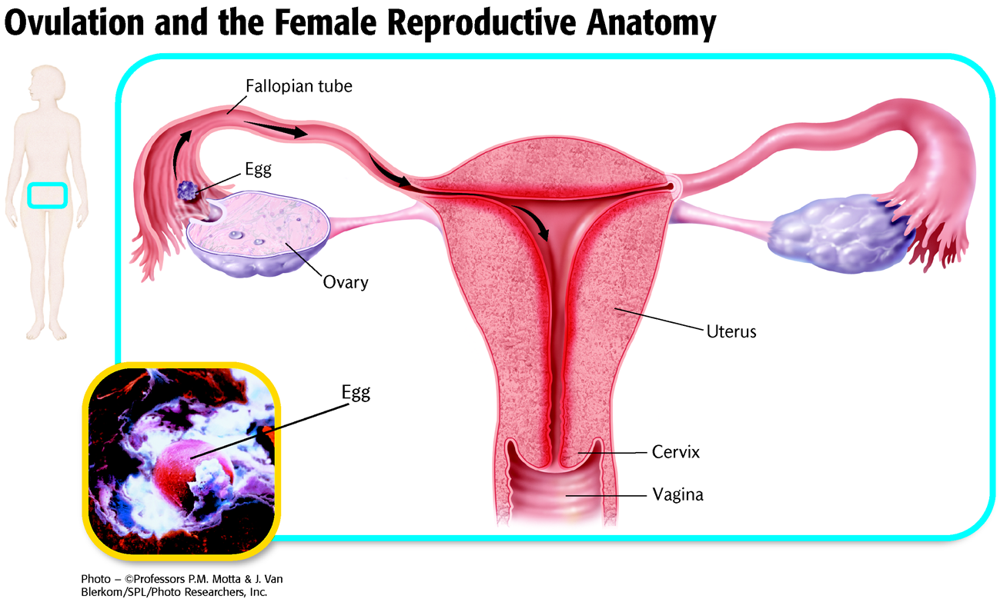 Ovulation and the Female Reproductive Anatomy
Fallopian tube
Egg
Ovary
Uterus
Egg
Cervix
Vagina
Photo – ©Professors P.M. Motta & J. Van
Blerkom/SPL/Photo Researchers, Inc.